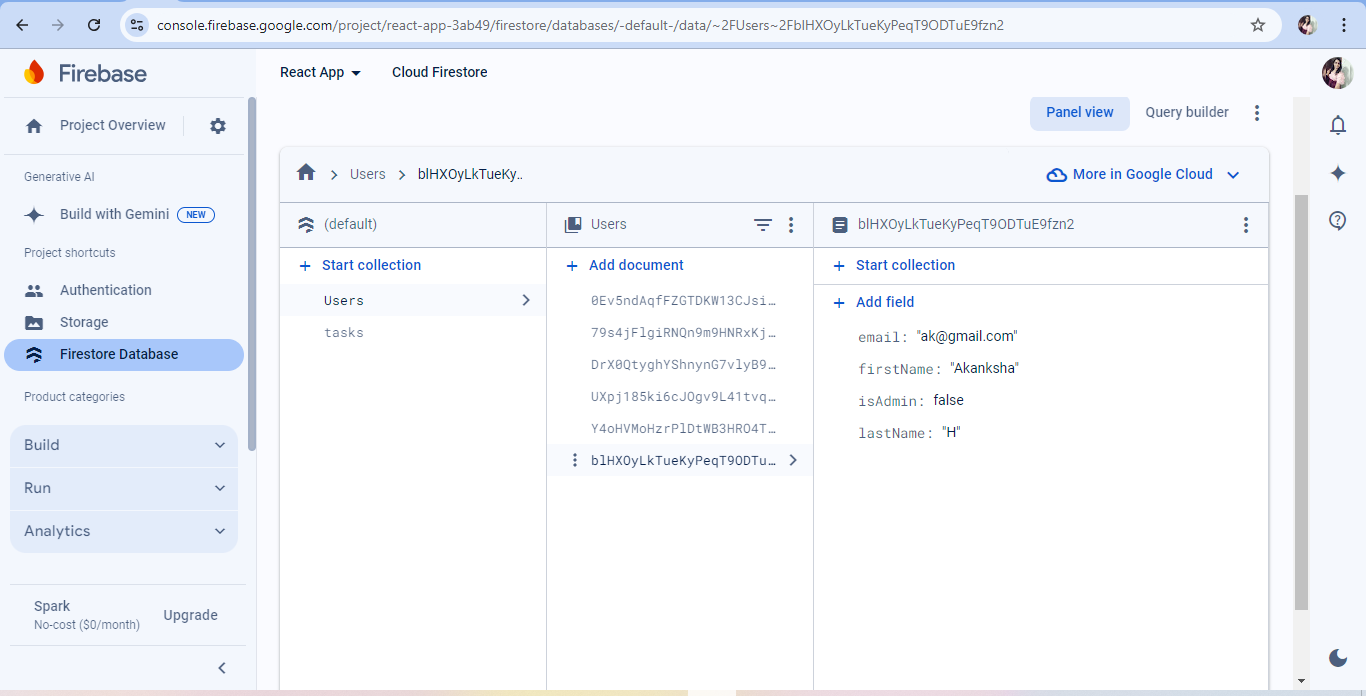 console.firebase.google.com/project/react-app-3ab49/firestore/databases/-default-/data/~2FUsers~2FblHXOyLkTueKyPeqT9ODTuE9fzn2
Firebase
React App
Cloud Firestore
Project Overview
Panel view
Query builder
Generative AI
Build with Gemini
NEW
Project shortcuts
Authentication
Storage
Firestore Database
Product categories
Build
Run
Analytics
Spark
No-cost ($0/month)
Upgrade
Users
blHXOyLkTueKy..
More in Google Cloud
(default)
Start collection
Users
tasks
Users
Add document
0Ev5ndAqfFZGTDKW13CJsi…
79s4jFlgiRNQn9m9HNRxKj…
DrX0QtyghYShnynG7vlyB9…
UXpj185ki6cJOgv9L41tvq…
Y4oHVMoHzrPlDtWB3HRO4T…
blHXOyLkTueKyPeqT9ODTu…
blHXOyLkTueKyPeqT9ODTuE9fzn2
Start collection
Add field
email: "ak@gmail.com"
firstName: "Akanksha"
isAdmin: false
lastName: "H"